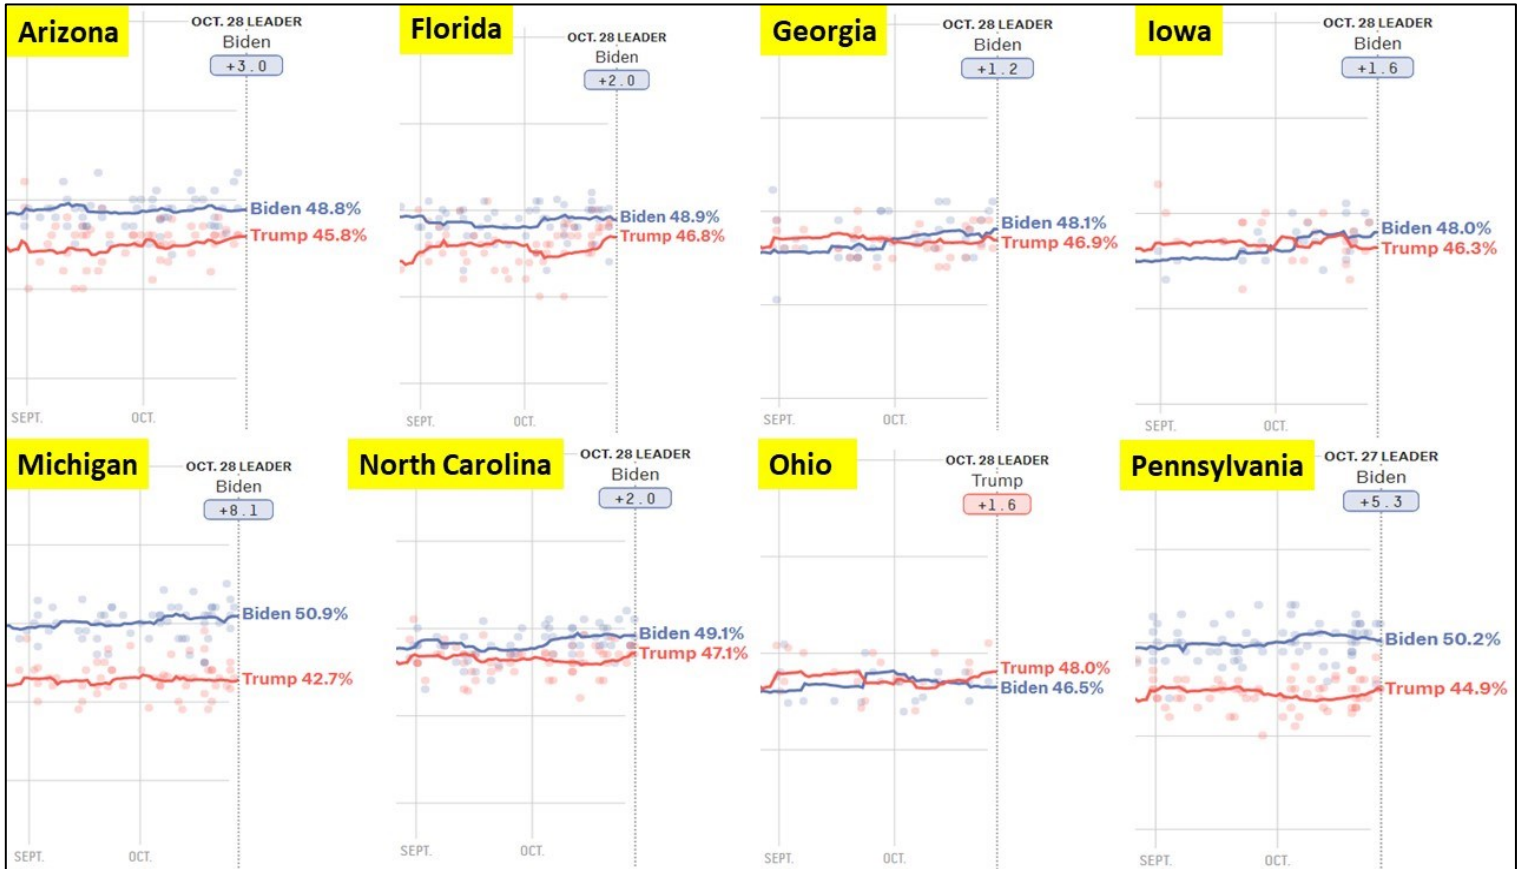 Arizona
OCT. 28 LEADER
Biden
+3.0
Biden 48.8%
Trump 45.8%
SEPT.
OCT.
Florida
OCT. 28 LEADER
Biden
+2.0
Biden 48.9%
Trump 46.8%
SEPT.
OCT.
Georgia
OCT. 28 LEADER
Biden
+1.2
Biden 48.1%
Trump 46.9%
SEPT.
OCT.
Iowa
OCT. 28 LEADER
Biden
+1.6
Biden 48.0%
Trump 46.3%
SEPT.
OCT.
Michigan
OCT. 28 LEADER
Biden
+8.1
Biden 50.9%
Trump 42.7%
SEPT.
OCT.
North Carolina
OCT. 28 LEADER
Biden
+2.0
Biden 49.1%
Trump 47.1%
SEPT.
OCT.
Ohio
OCT. 28 LEADER
Trump
+1.6
Trump 48.0%
Biden 46.5%
SEPT.
OCT.
Pennsylvania
OCT. 27 LEADER
Biden
+5.3
Biden 50.2%
Trump 44.9%
SEPT.
OCT.